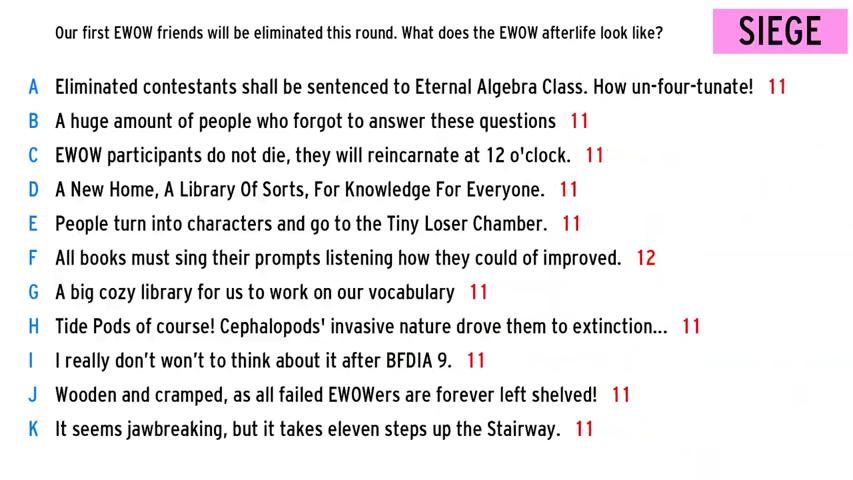 Our first EWOW friends will be eliminated this round. What does the EWOW afterlife look like?
SIEGE
A Eliminated contestants shall be sentenced to Eternal Algebra Class. How un-four-tunate! 11
B A huge amount of people who forgot to answer these questions 11
C EWOW participants do not die, they will reincarnate at 12 o'clock. 11
D A New Home, A Library Of Sorts, For Knowledge For Everyone. 11
E People turn into characters and go to the Tiny Loser Chamber. 11
F All books must sing their prompts listening how they could of improved. 12
G A big cozy library for us to work on our vocabulary 11
H Tide Pods of course! Cephalopods' invasive nature drove them to extinction... 11
I I really don’t won’t to think about it after BFDIA 9. 11
J Wooden and cramped, as all failed EWOWers are forever left shelved! 11
K It seems jawbreaking, but it takes eleven steps up the Stairway. 11